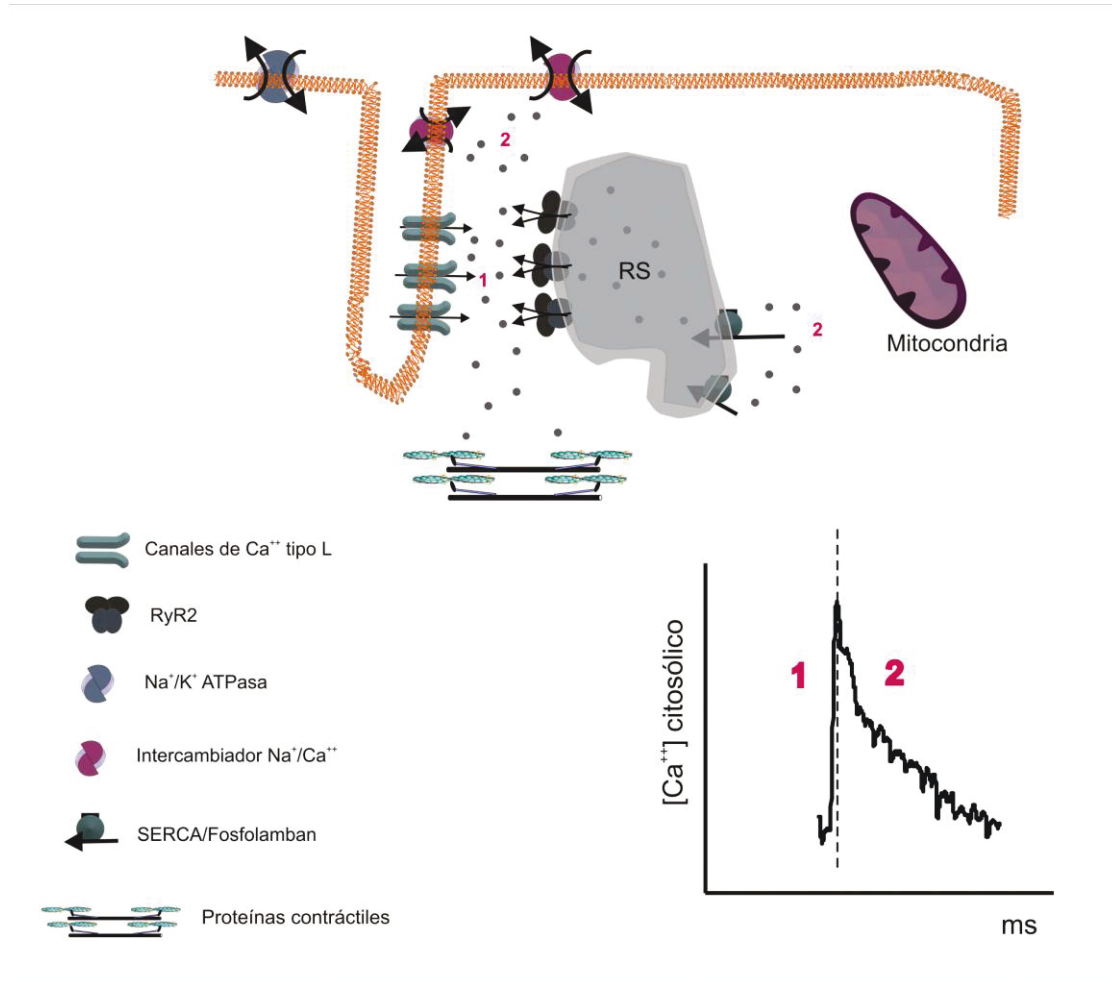 2
RS
1
2
Mitocondria
Canales de Ca⁺⁺ tipo L
RyR2
Na⁺/K⁺ ATPasa
Intercambiador Na⁺/Ca⁺⁺
SERCA/Fosfolamban
Proteínas contráctiles
[Ca⁺⁺] citosólico
1
2
ms